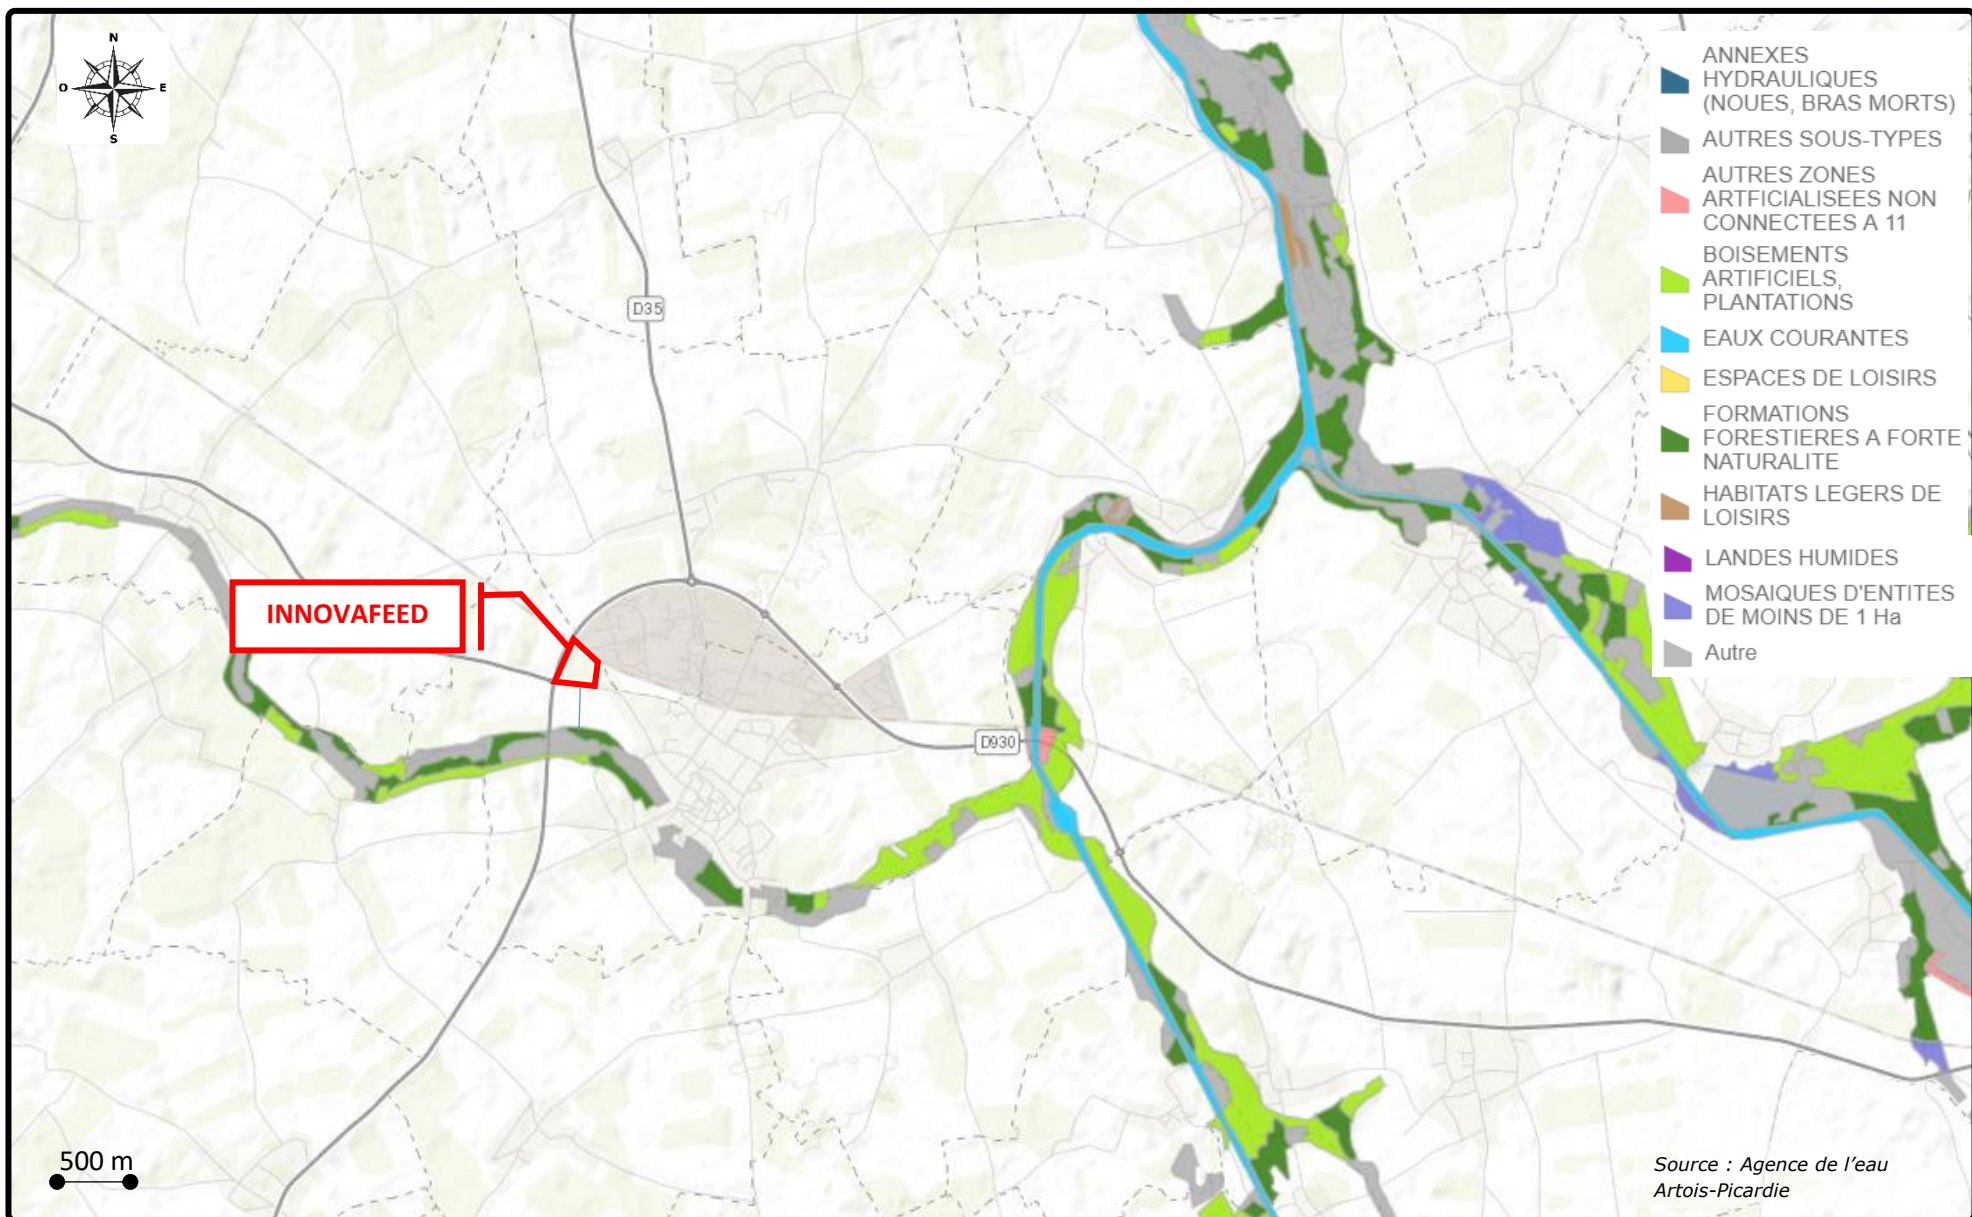 N
O
E
S
ANNEXES
HYDRAULIQUES
(NOUES, BRAS MORTS)
AUTRES SOUS-TYPES
AUTRES ZONES
ARTFICIALISEES NON
CONNECTEES A 11
BOISEMENTS
ARTIFICIELS,
PLANTATIONS
EAUX COURANTES
ESPACES DE LOISIRS
FORMATIONS
FORESTIERES A FORTE
NATURALITE
HABITATS LEGERS DE
LOISIRS
LANDES HUMIDES
MOSAIQUES D'ENTITES
DE MOINS DE 1 Ha
Autre
D35
INNOVAFEED
D930
500 m
Source : Agence de l’eau
Artois-Picardie